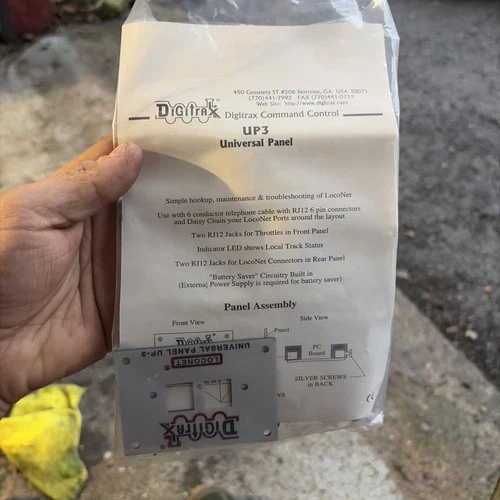 450 Cemetery ST #206 Norcross, GA. USA 30071
(770)441-7992 FAX (770)441-0759
Web Site: http://www.digitrax.com
DIGITRAX ®
Digitrax Command Control
UP3
Universal Panel
Simple hookup, maintenance & troubleshooting of LocoNet
Use with 6 conductor telephone cable with RJ12 6 pin connectors
and Daisy Chain your LocoNet Ports around the layout
Two RJ12 Jacks for Throttles in Front Panel
Indicator LED shows Local Track Status
Two RJ12 Jacks for LocoNet Connectors in Rear Panel
"Battery Saver" Circuitry Built in
(External Power Supply is required for battery saver)
Panel Assembly
Front View
Side View
Panel
DIGITRAX
PC
Board
SILVER SCREWS
in BACK
UNIVERSAL PANEL UP-3
LOCONET
DIGITRAX